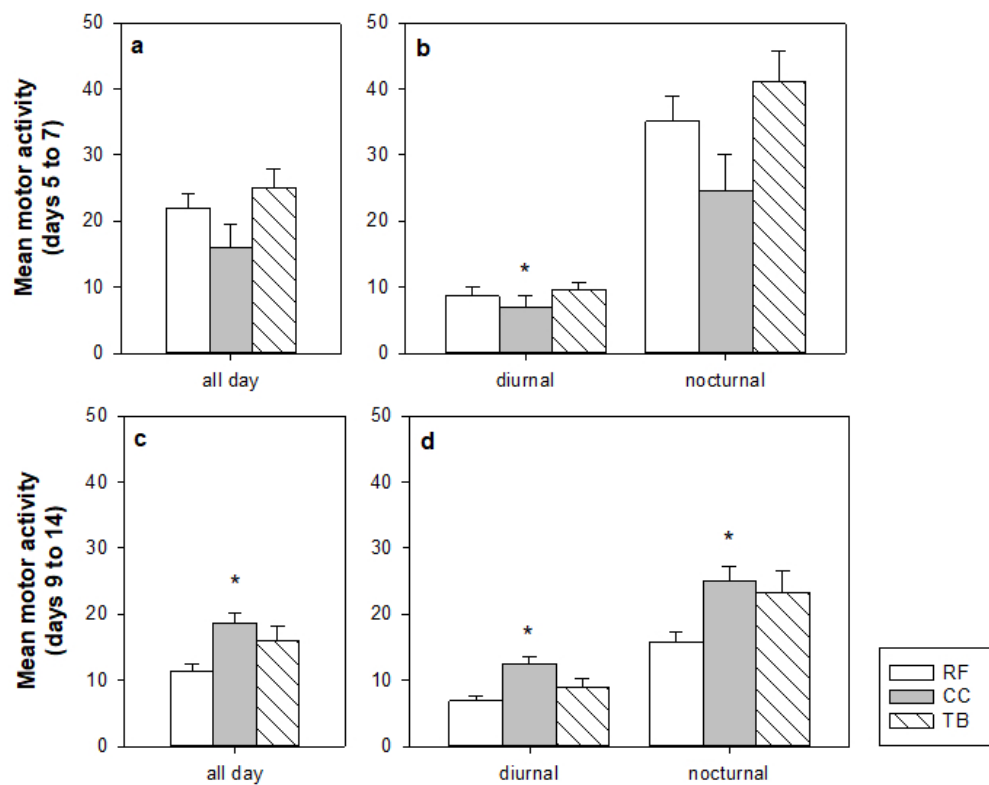 a
b
Mean motor activity
(days 5 to 7)
50
40
30
20
10
0
all day
50
40
30
20
10
0
*
diurnal
nocturnal
c
d
Mean motor activity
(days 9 to 14)
50
40
30
20
10
0
*
all day
50
40
30
20
10
0
*
*
diurnal
nocturnal
RF
CC
TB